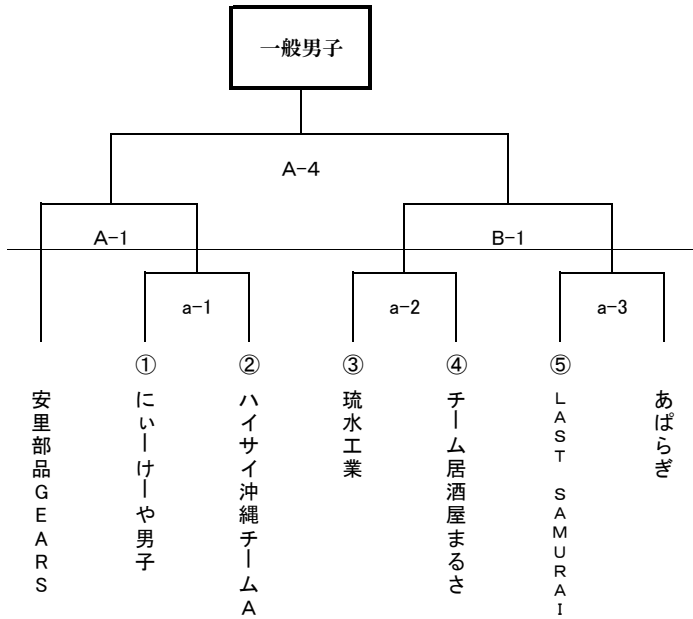 一般男子
A-4
A-1
B-1
a-1
a-2
a-3
①
②
③
④
⑤
安里部品GEARS
にぃーけーや男子
ハイサイ沖縄チームA
琉水工業
チーム居酒屋まるさ
LAST SAMURAI
あぱらぎ